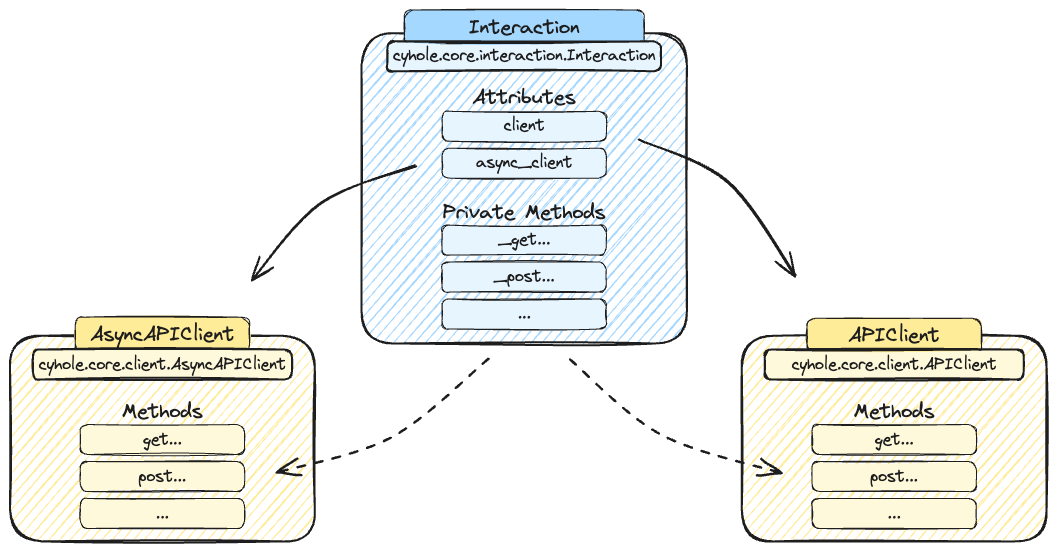 Interaction
cyhole.core.interaction.Interaction
Attributes
client
async_client
Private Methods
_get...
_post...
...
AsyncAPIClient
cyhole.core.client.AsyncAPIClient
Methods
get...
post...
...
APIClient
cyhole.core.client.APIClient
Methods
get...
post...
...